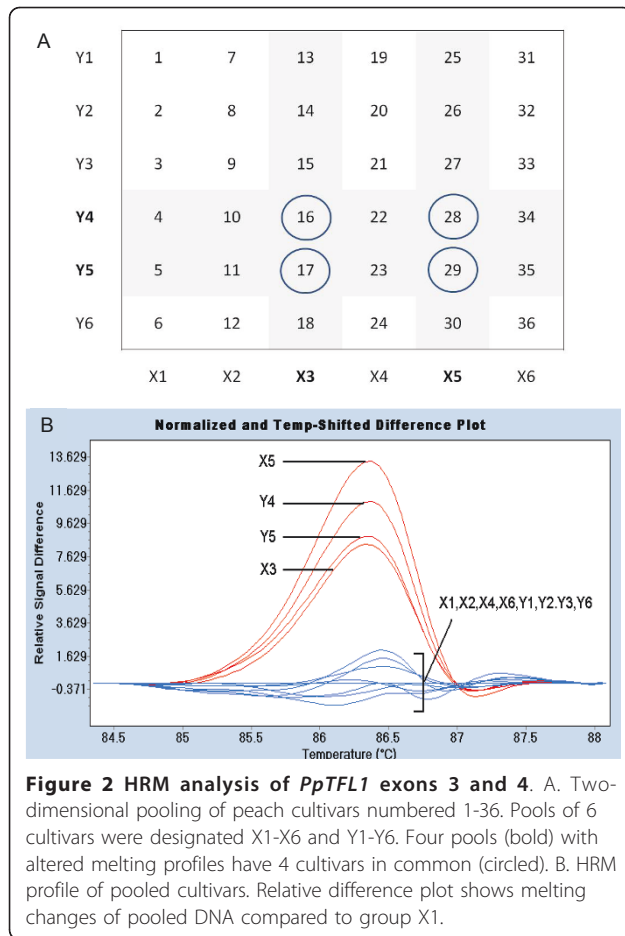 A
Y1 1 7 13 19 25 31
Y2 2 8 14 20 26 32
Y3 3 9 15 21 27 33
Y4 4 10 16 22 28 34
Y5 5 11 17 23 29 35
Y6 6 12 18 24 30 36
X1 X2 X3 X4 X5 X6
B Normalized and Temp-Shifted Difference Plot
Relative Signal Difference
13.629
11.629
9.629
7.629
5.629
3.629
1.629
-0.371
X5
Y4
Y5
X3
X1,X2,X4,X6,Y1,Y2.Y3,Y6
84.5 85 85.5 86 86.5 87 87.5 88
Temperature (°C)
Figure 2 HRM analysis of PpTFL1 exons 3 and 4. A. Two-
dimensional pooling of peach cultivars numbered 1-36. Pools of 6
cultivars were designated X1-X6 and Y1-Y6. Four pools (bold) with
altered melting profiles have 4 cultivars in common (circled). B. HRM
profile of pooled cultivars. Relative difference plot shows melting
changes of pooled DNA compared to group X1.